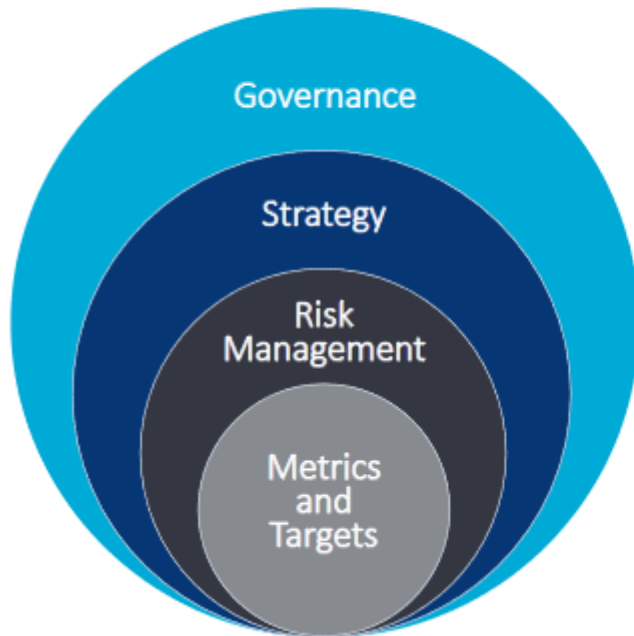 Governance
Strategy
Risk
Management
Metrics
and
Targets